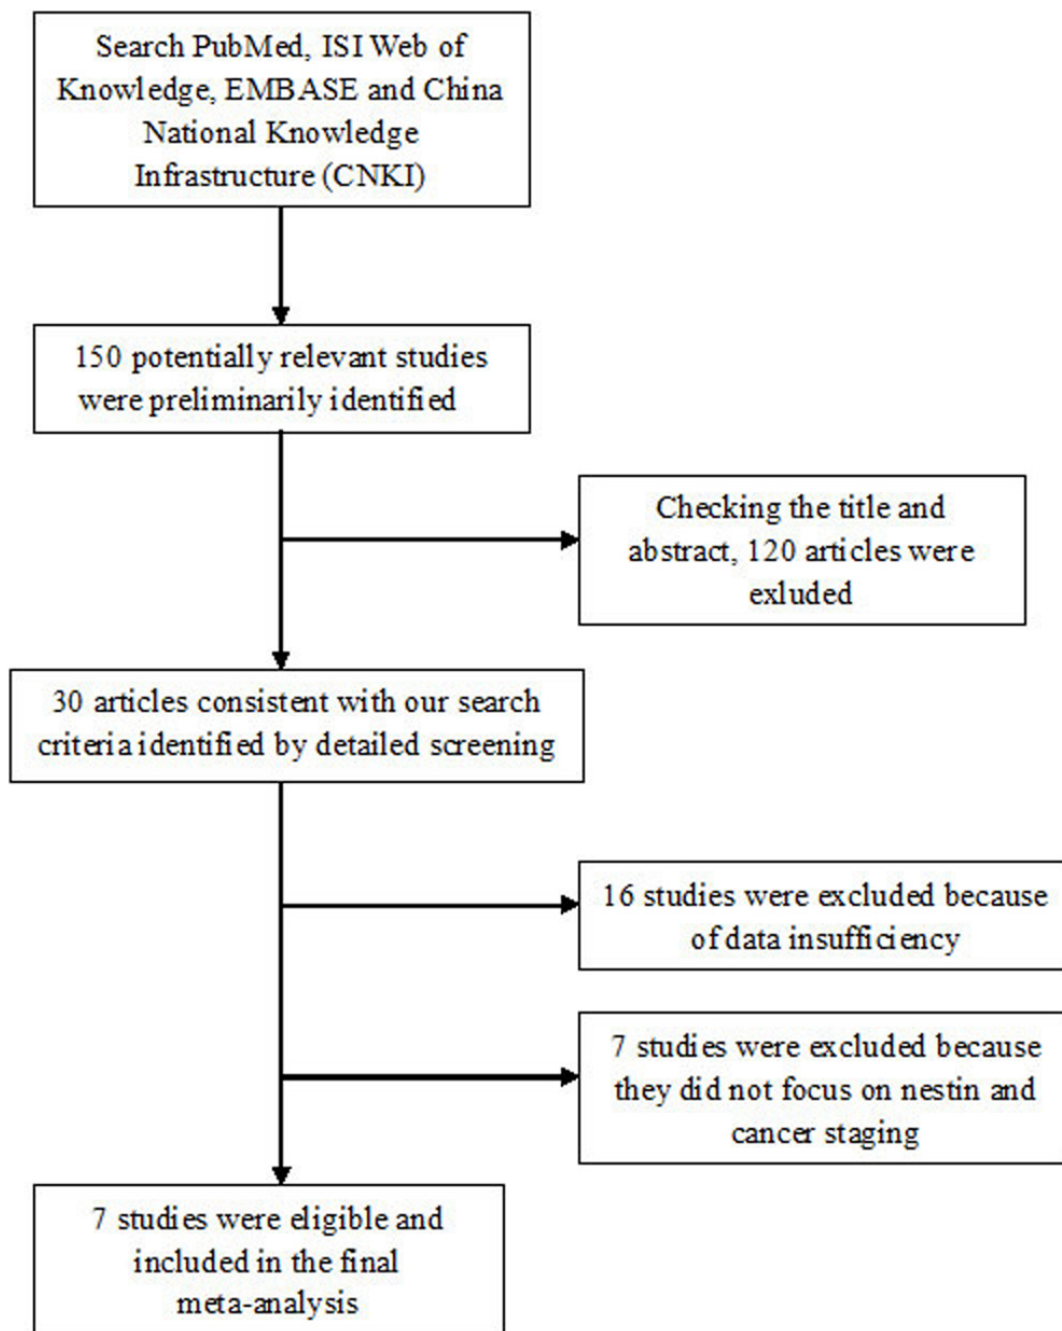 Search PubMed, ISI Web of
Knowledge, EMBASE and China
National Knowledge
Infrastructure (CNKI)
150 potentially relevant studies
were preliminarily identified
Checking the title and
abstract, 120 articles were
exluded
30 articles consistent with our search
criteria identified by detailed screening
16 studies were excluded because
of data insufficiency
7 studies were excluded because
they did not focus on nestin and
cancer staging
7 studies were eligible and
included in the final
meta-analysis